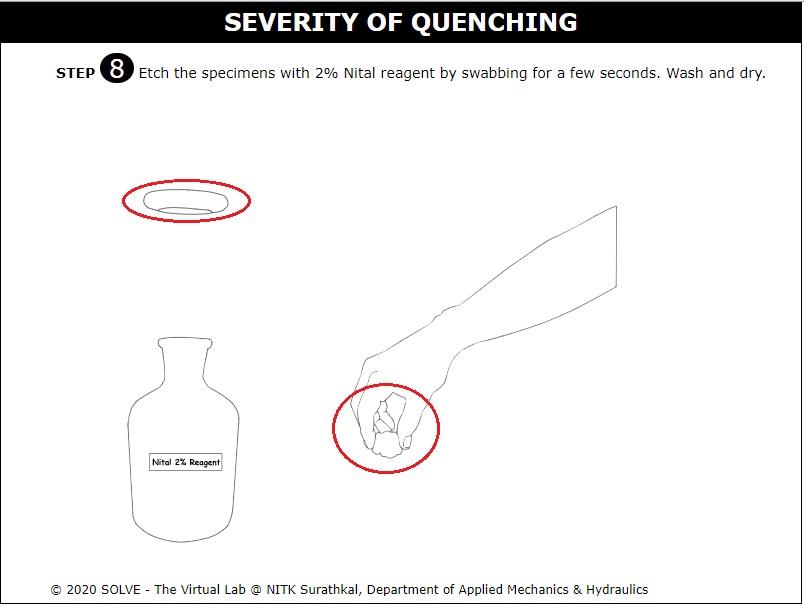 SEVERITY OF QUENCHING
STEP 8 Etch the specimens with 2% Nital reagent by swabbing for a few seconds. Wash and dry.
Nital 2% Reagent
© 2020 SOLVE - The Virtual Lab @ NITK Surathkal, Department of Applied Mechanics & Hydraulics